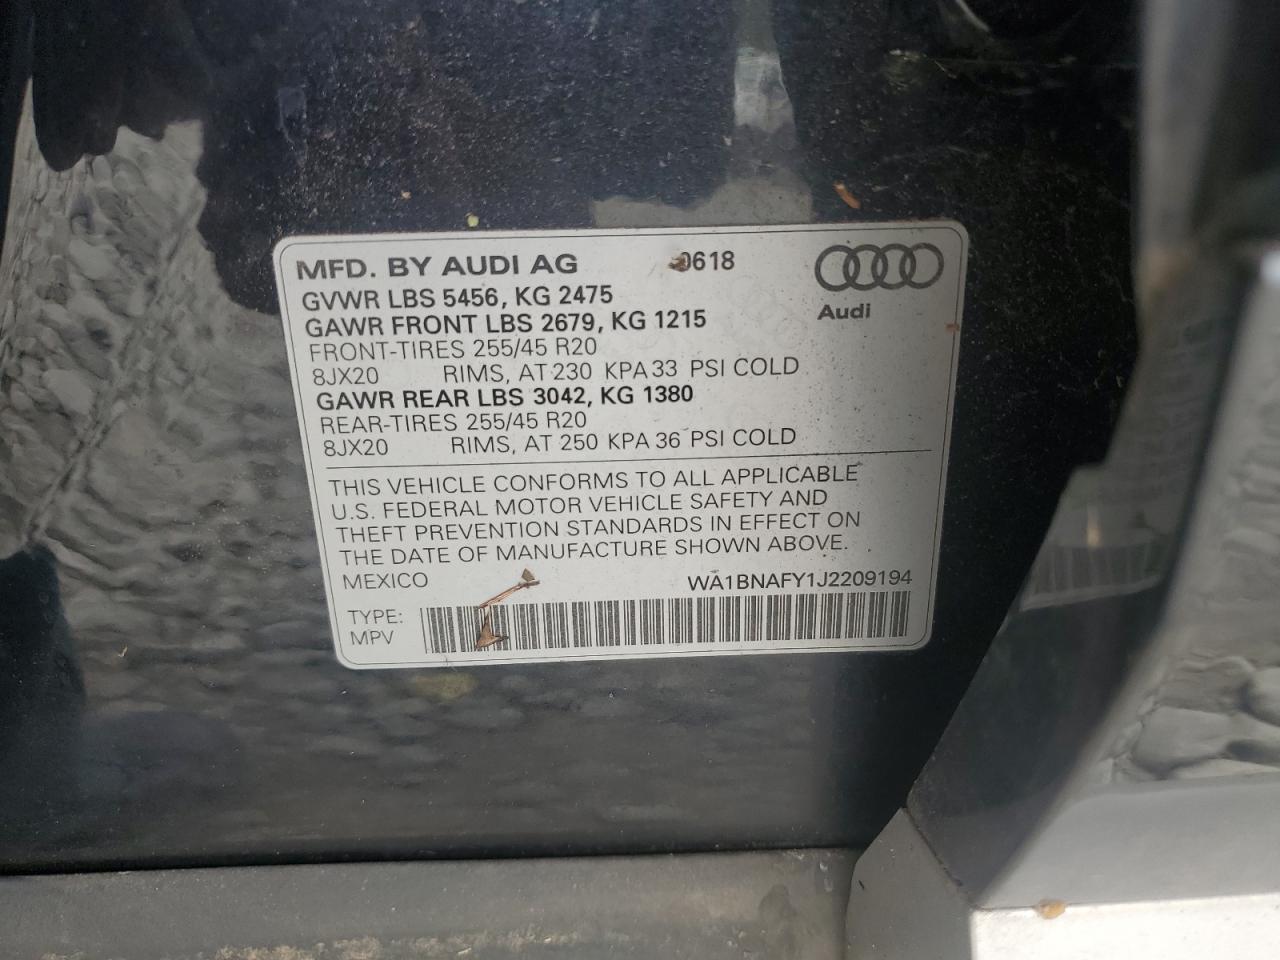 MFD. BY AUDI AG 0618
GVWR LBS 5456, KG 2475
Audi
GAWR FRONT LBS 2679, KG 1215
FRONT-TIRES 255/45 R20
8JX20 RIMS, AT 230 KPA 33 PSI COLD
GAWR REAR LBS 3042, KG 1380
REAR-TIRES 255/45 R20
8JX20 RIMS, AT 250 KPA 36 PSI COLD
THIS VEHICLE CONFORMS TO ALL APPLICABLE
U.S. FEDERAL MOTOR VEHICLE SAFETY AND
THEFT PREVENTION STANDARDS IN EFFECT ON
THE DATE OF MANUFACTURE SHOWN ABOVE.
MEXICO WA1BNAFY1J2209194
TYPE:
MPV